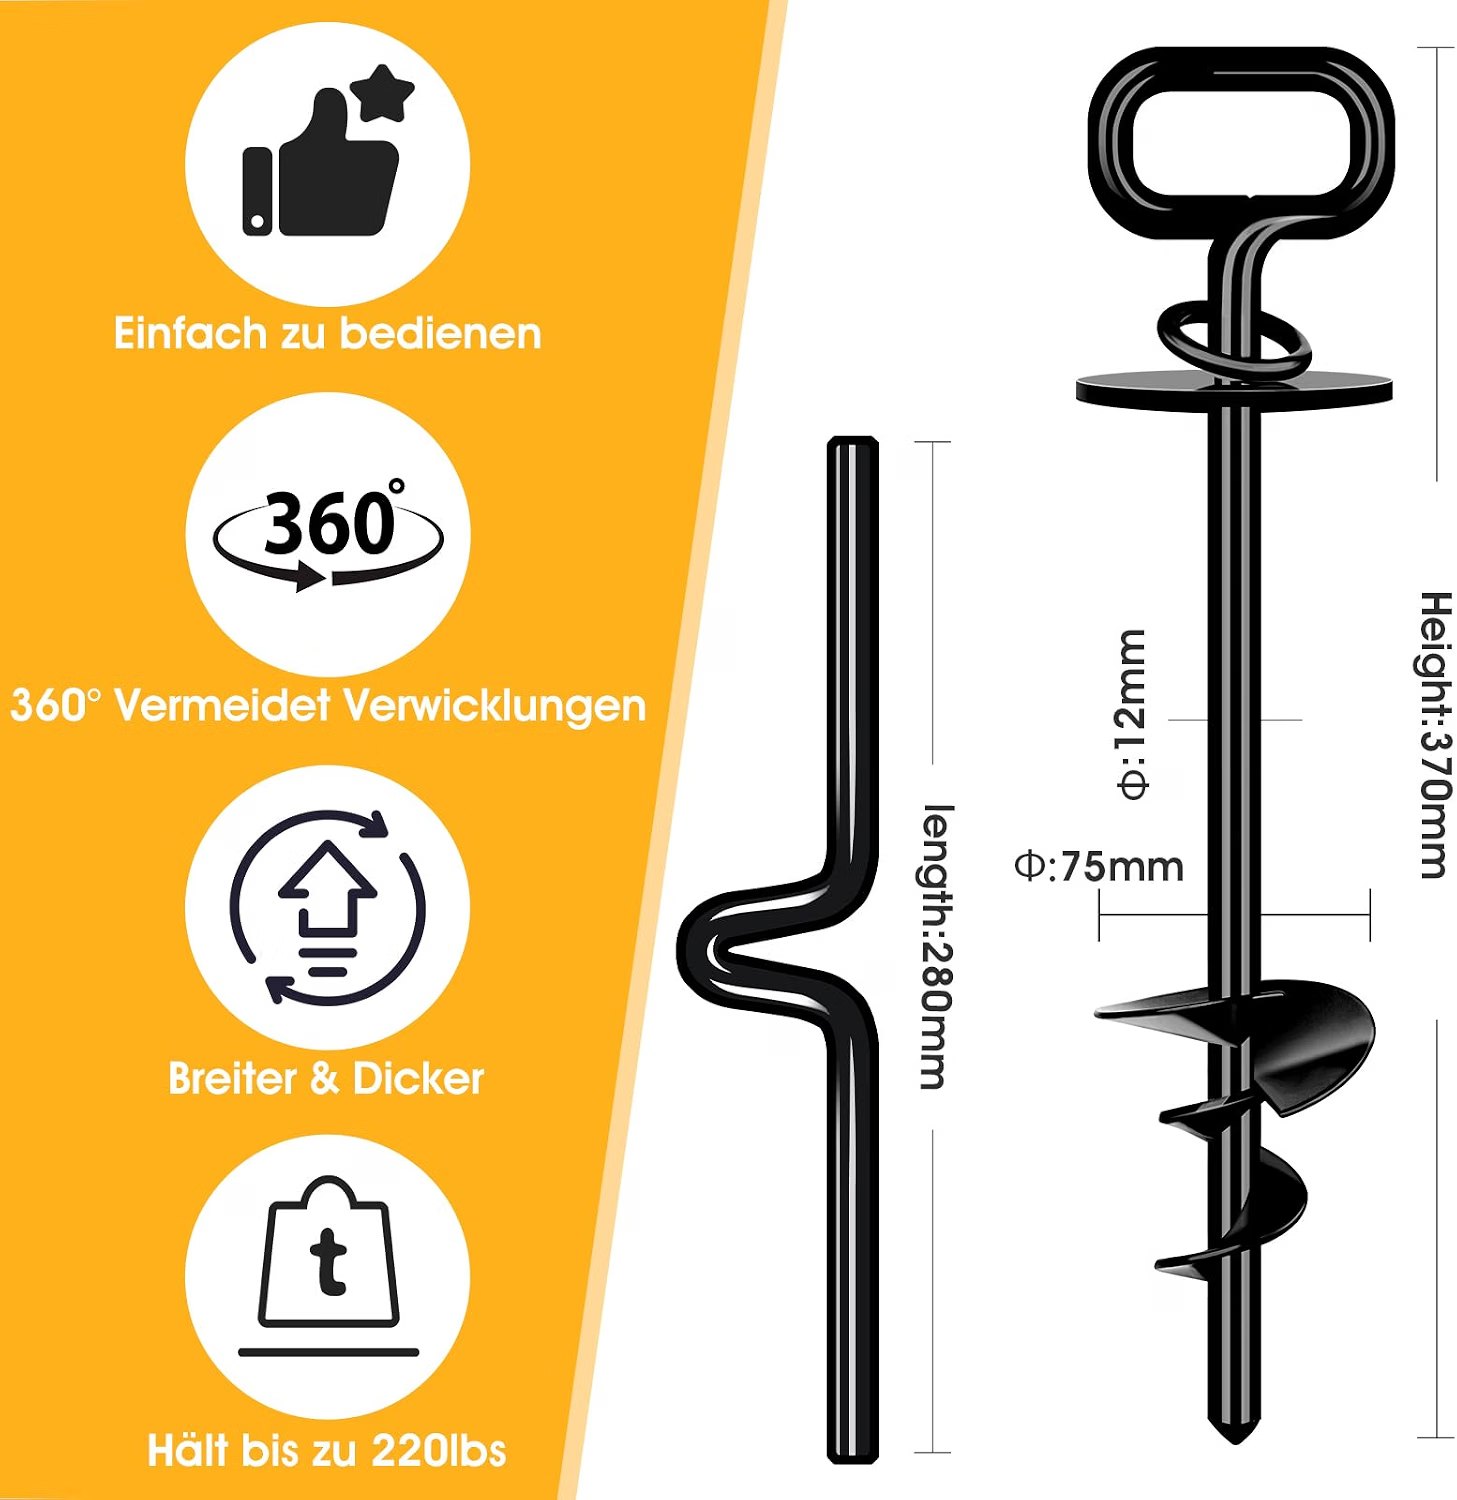 Einfach zu bedienen
360°
360° Vermeidet Verwicklungen
Breiter & Dicker
t
Hält bis zu 220lbs
length:280mm
Φ:12mm
Φ:75mm
Height:370mm